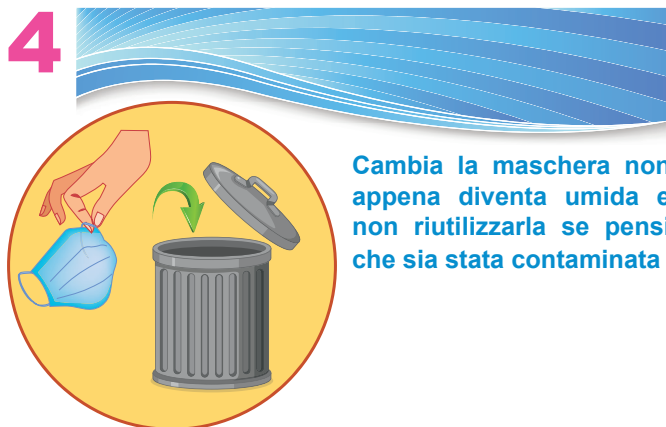 4
Cambia la maschera non
appena diventa umida e
non riutilizzarla se pensi
che sia stata contaminata